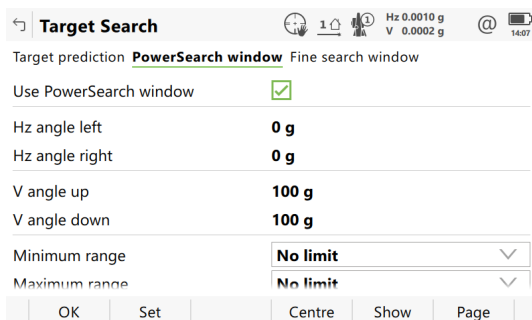 Target Search 1 1 Hz 0.0010 g @
V 0.0002 g 14:07
Target prediction PowerSearch window Fine search window
Use PowerSearch window
Hz angle left 0 g
Hz angle right 0 g
V angle up 100 g
V angle down 100 g
Minimum range No limit
Maximum range No limit
OK Set Centre Show Page